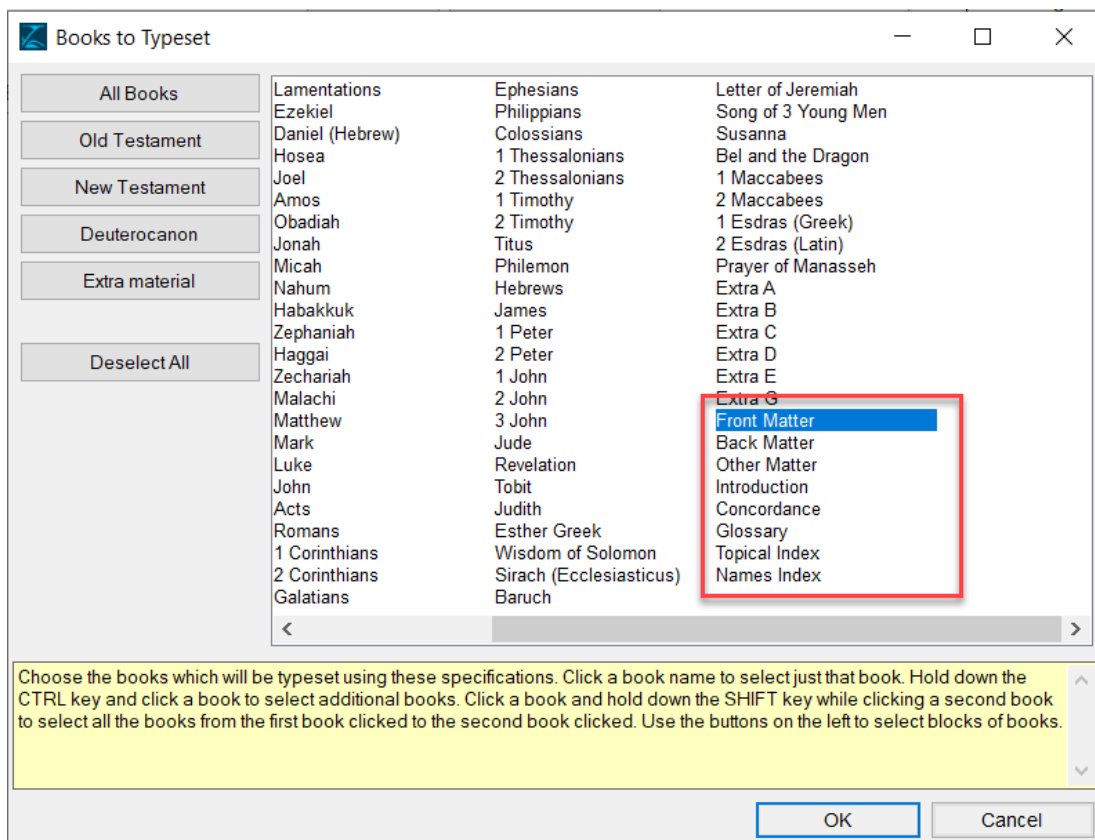 Books to Typeset
All Books
Old Testament
New Testament
Deuterocanon
Extra material
Deselect All
Lamentations
Ezekiel
Daniel (Hebrew)
Hosea
Joel
Amos
Obadiah
Jonah
Micah
Nahum
Habakkuk
Zephaniah
Haggai
Zechariah
Malachi
Matthew
Mark
Luke
John
Acts
Romans
1 Corinthians
2 Corinthians
Galatians
Ephesians
Philippians
Colossians
1 Thessalonians
2 Thessalonians
1 Timothy
2 Timothy
Titus
Philemon
Hebrews
James
1 Peter
2 Peter
1 John
2 John
3 John
Jude
Revelation
Tobit
Judith
Esther Greek
Wisdom of Solomon
Sirach (Ecclesiasticus)
Baruch
Letter of Jeremiah
Song of 3 Young Men
Susanna
Bel and the Dragon
1 Maccabees
2 Maccabees
1 Esdras (Greek)
2 Esdras (Latin)
Prayer of Manasseh
Extra A
Extra B
Extra C
Extra D
Extra E
Extra G
Front Matter
Back Matter
Other Matter
Introduction
Concordance
Glossary
Topical Index
Names Index
Choose the books which will be typeset using these specifications. Click a book name to select just that book. Hold down the
CTRL key and click a book to select additional books. Click a book and hold down the SHIFT key while clicking a second book
to select all the books from the first book clicked to the second book clicked. Use the buttons on the left to select blocks of books.
OK
Cancel